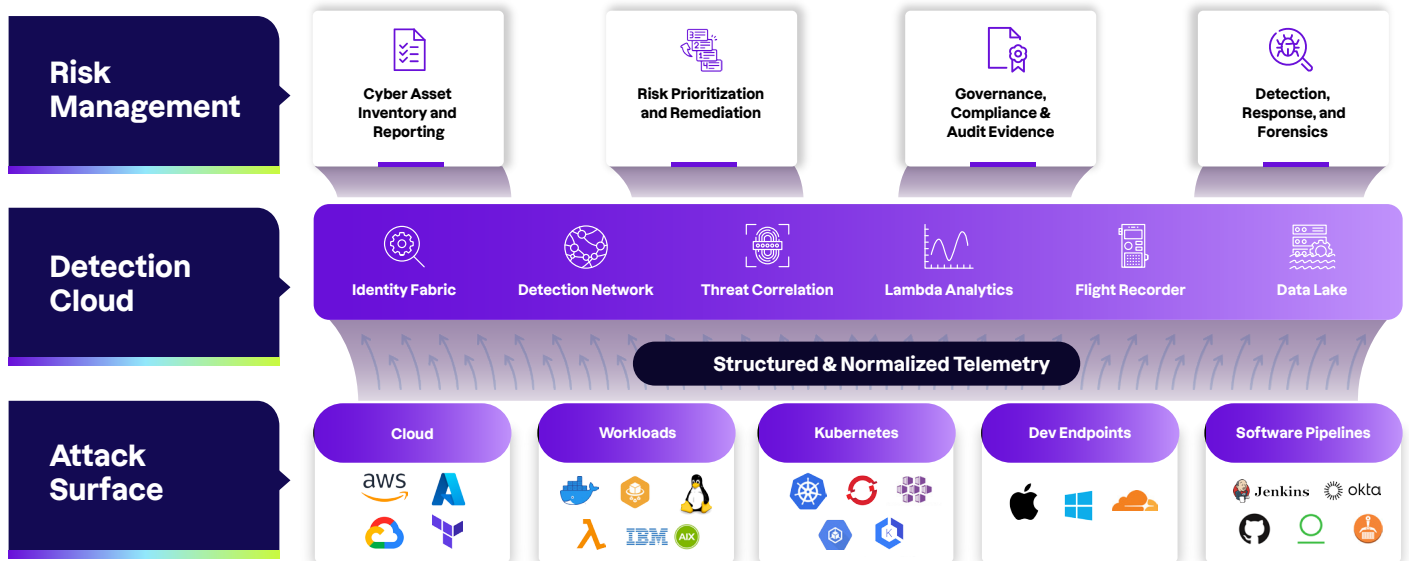 Risk
Management
Cyber Asset
Inventory and
Reporting
Risk Prioritization
and Remediation
Governance,
Compliance &
Audit Evidence
Detection,
Response, and
Forensics
Detection
Cloud
Identity Fabric
Detection Network
Threat Correlation
Lambda Analytics
Flight Recorder
Data Lake
Structured & Normalized Telemetry
Attack
Surface
Cloud
Workloads
Kubernetes
Dev Endpoints
Software Pipelines
aws
IBM
AIX
K
Jenkins
okta